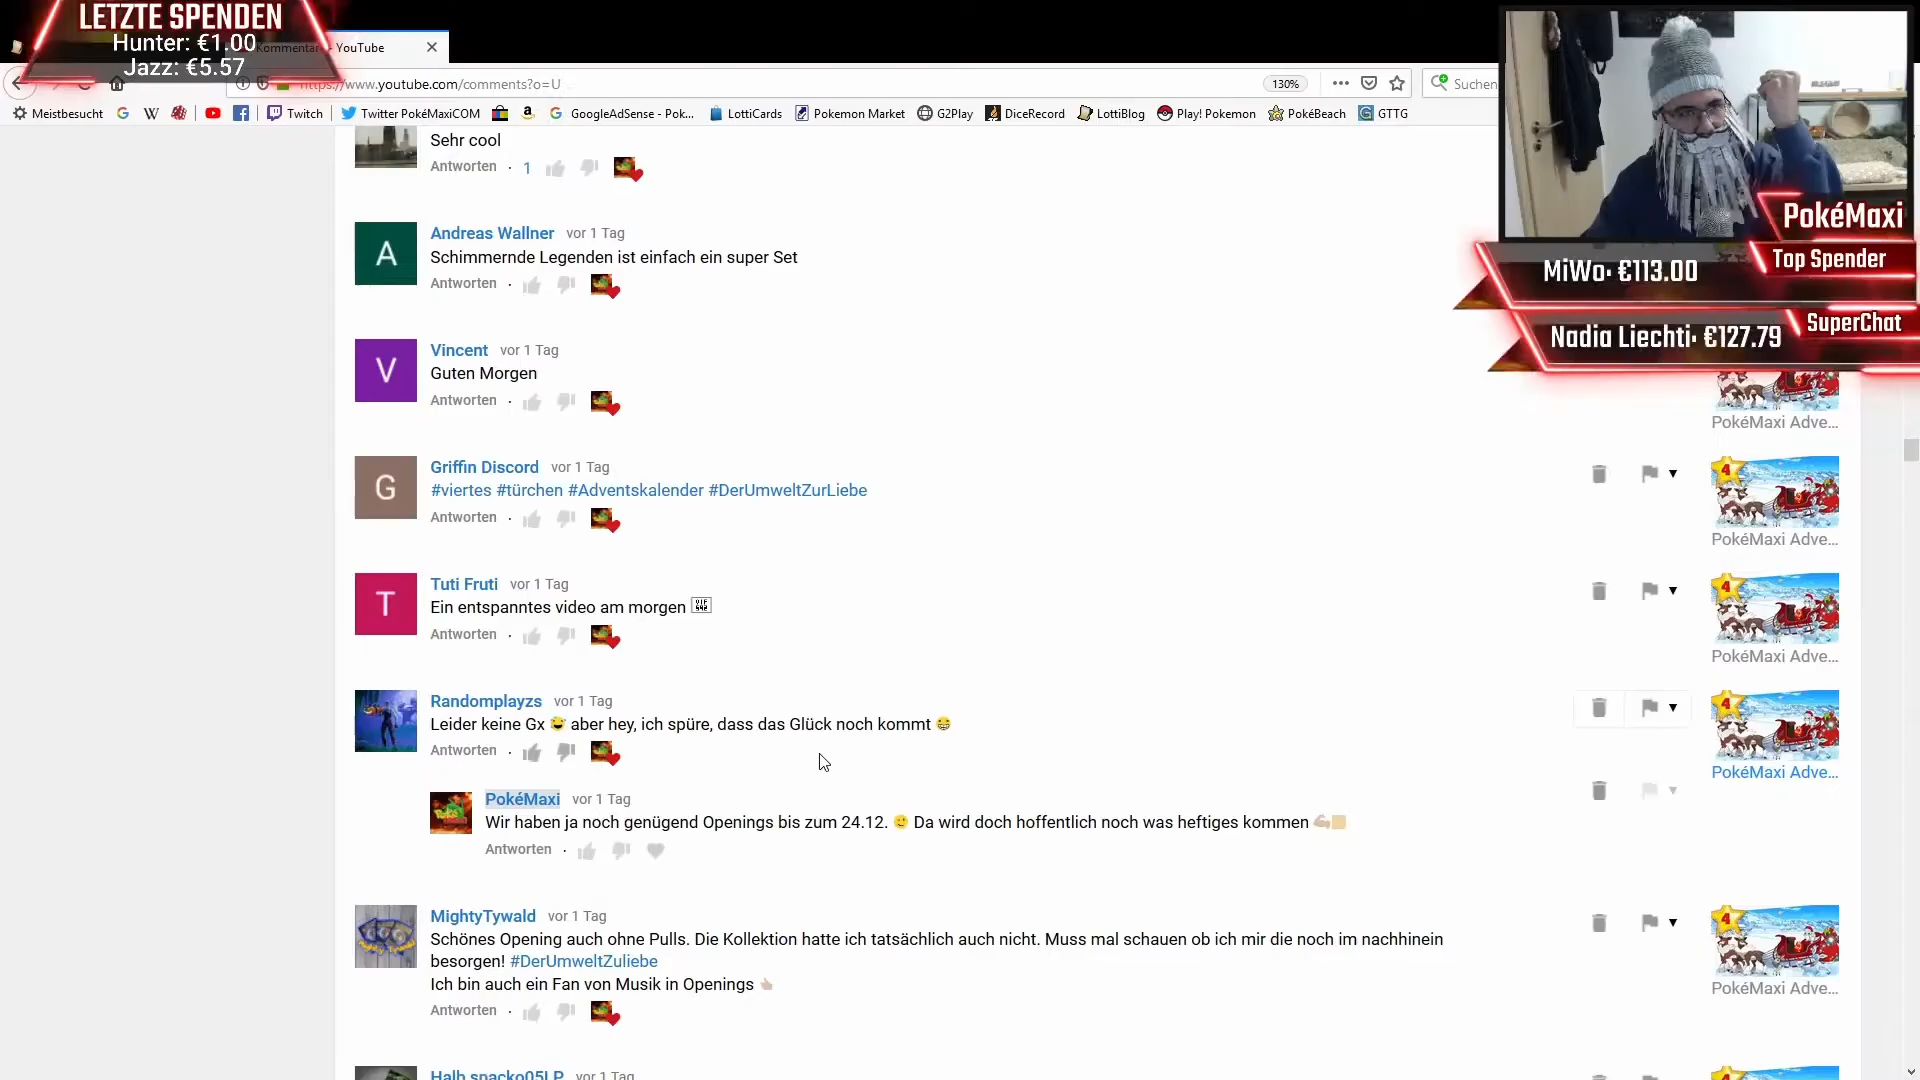 LETZTE SPENDEN
Hunter: €1.00
Jazz: €5.57
Kommentar - YouTube
https://www.youtube.com/comments?o=U
130%
Suchen
Meistbesucht
Twitch
Twitter PokéMaxiCOM
GoogleAdSense - Pok...
LottiCards
Pokemon Market
G2Play
DiceRecord
LottiBlog
Play! Pokemon
PokéBeach
GTTG
PokéMaxi
Top Spender
MiWo: €113.00
SuperChat
Nadia Liechti: €127.79
Sehr cool
Antworten · 1
A
Andreas Wallner vor 1 Tag
Schimmernde Legenden ist einfach ein super Set
Antworten ·
V
Vincent vor 1 Tag
Guten Morgen
Antworten ·
PokéMaxi Adve...
G
Griffin Discord vor 1 Tag
#viertes #türchen #Adventskalender #DerUmweltZurLiebe
Antworten ·
4
PokéMaxi Adve...
T
Tuti Fruti vor 1 Tag
Ein entspanntes video am morgen
Antworten ·
4
PokéMaxi Adve...
Randomplayzs vor 1 Tag
Leider keine Gx 😅 aber hey, ich spüre, dass das Glück noch kommt 😁
Antworten ·
4
PokéMaxi Adve...
PokéMaxi vor 1 Tag
Wir haben ja noch genügend Openings bis zum 24.12. 🙂 Da wird doch hoffentlich noch was heftiges kommen 💪🏼
Antworten ·
MightyTywald vor 1 Tag
Schönes Opening auch ohne Pulls. Die Kollektion hatte ich tatsächlich auch nicht. Muss mal schauen ob ich mir die noch im nachhinein
besorgen! #DerUmweltZuliebe
Ich bin auch ein Fan von Musik in Openings 👍🏼
Antworten ·
4
PokéMaxi Adve...
Halb spacko05LP vor 1 Tag